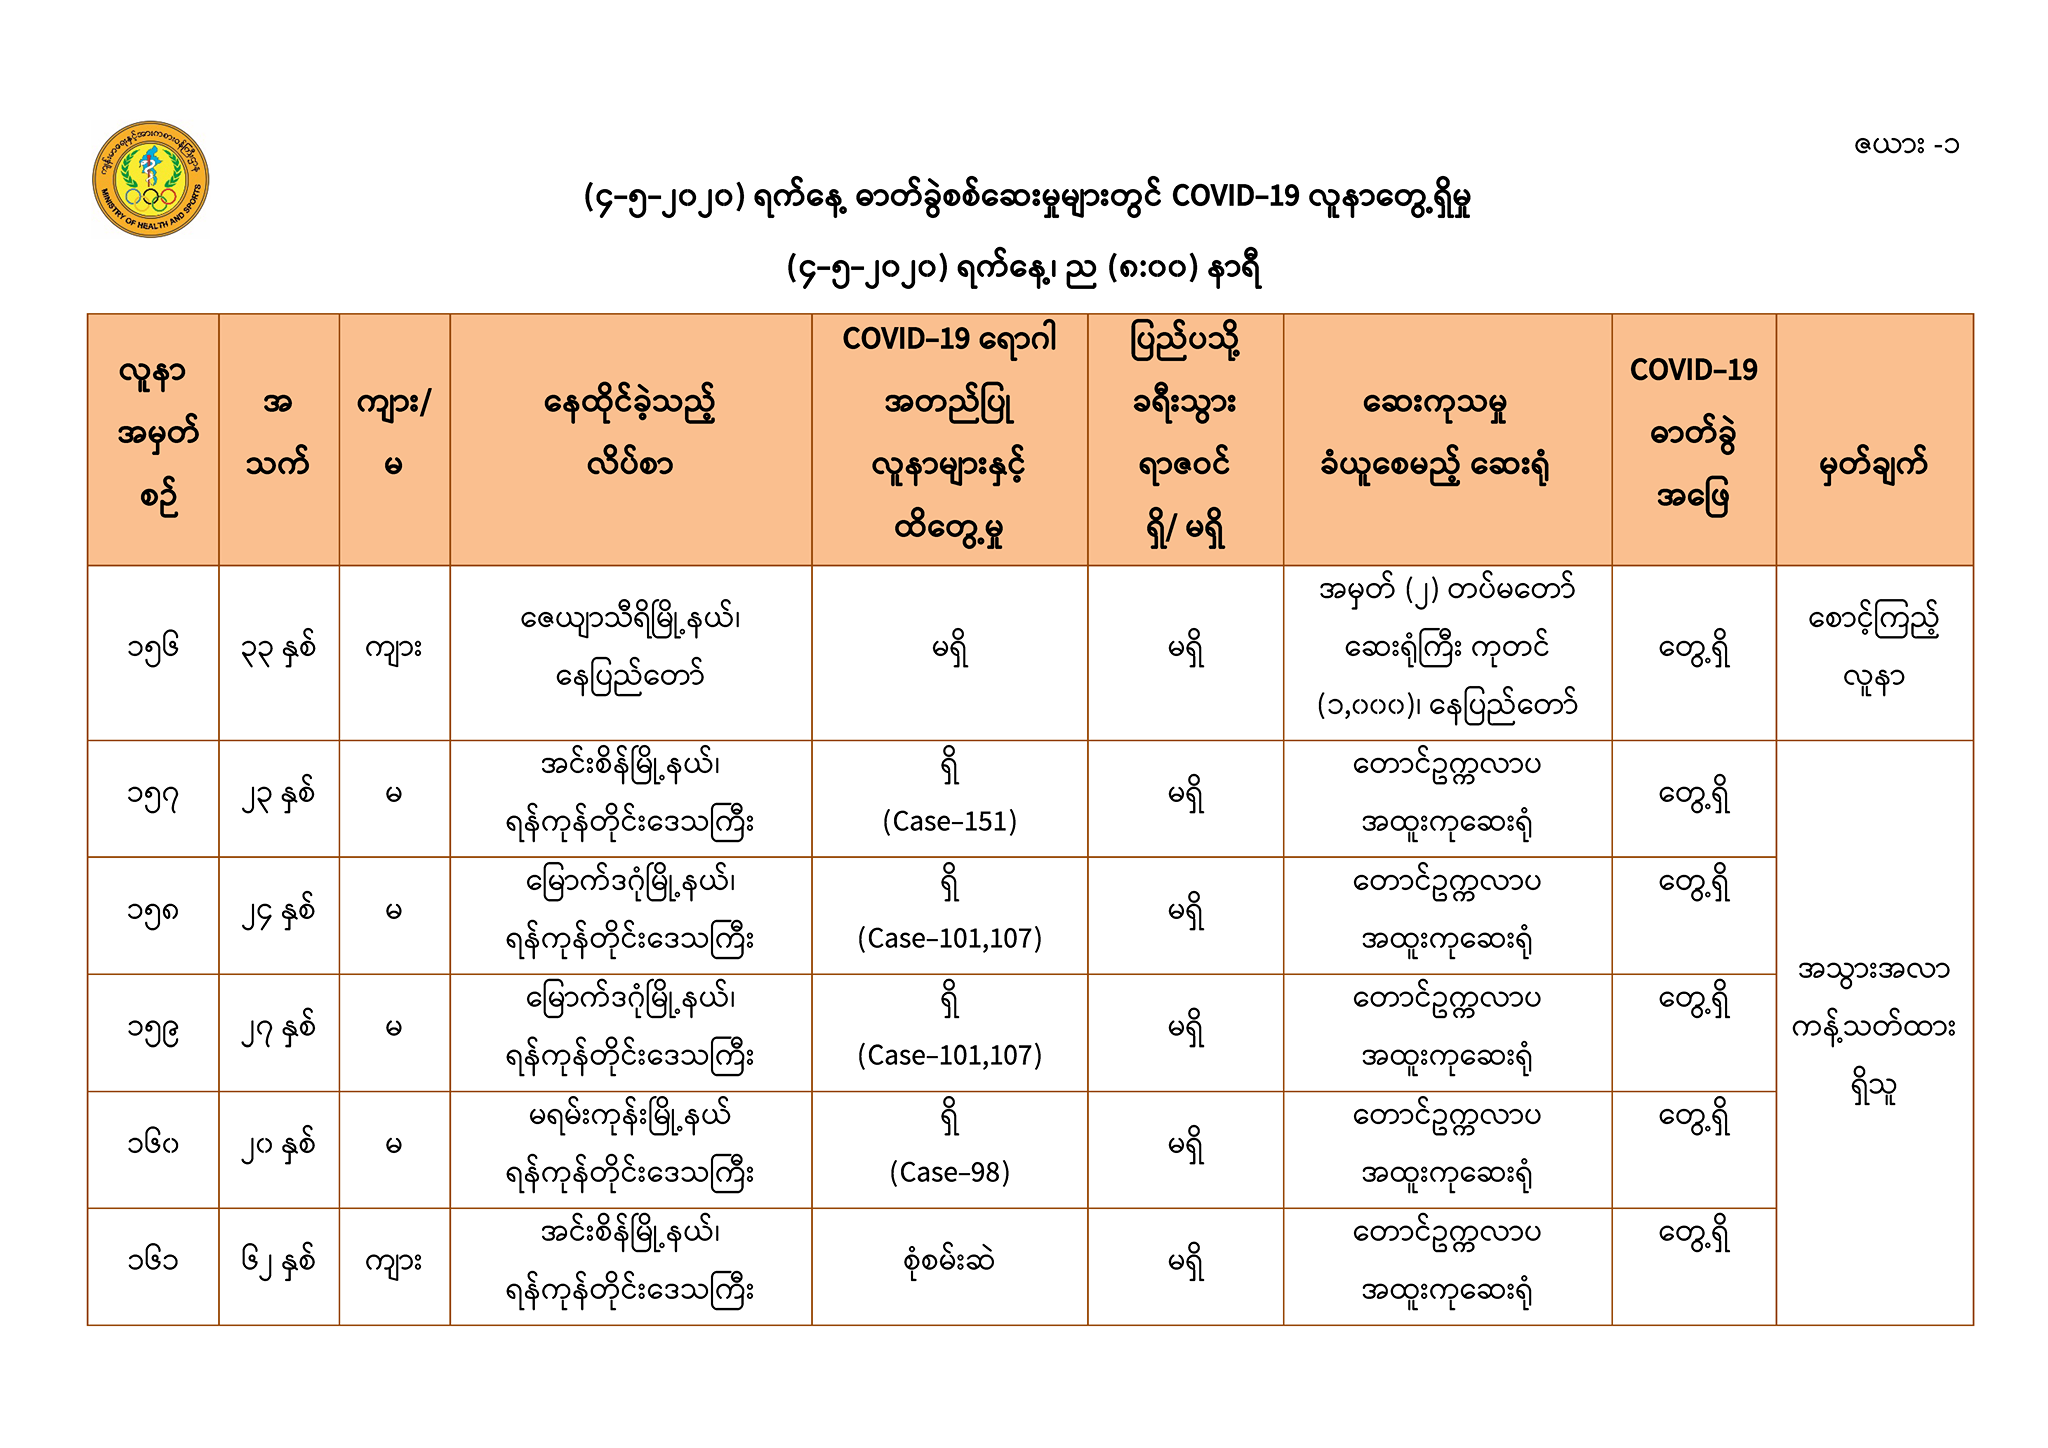 ကျန်းမာရေးနှင့်အားကစားဝန်ကြီးဌာန
MINISTRY OF HEALTH AND SPORTS
ဇယား -၁
(၄-၅-၂၀၂၀) ရက်နေ့ ဓာတ်ခွဲစစ်ဆေးမှုများတွင် COVID-19 လူနာတွေ့ရှိမှု
(၄-၅-၂၀၂၀) ရက်နေ့၊ ည (၈:၀၀) နာရီ
လူနာ
အမှတ်
စဉ်
အ
သက်
ကျား/
မ
နေထိုင်ခဲ့သည့်
လိပ်စာ
COVID-19 ရောဂါ
အတည်ပြု
လူနာများနှင့်
ထိတွေ့မှု
ပြည်ပသို့
ခရီးသွား
ရာဇဝင်
ရှိ/ မရှိ
ဆေးကုသမှု
ခံယူစေမည့် ဆေးရုံ
COVID-19
ဓာတ်ခွဲ
အဖြေ
မှတ်ချက်
၁၅၆
၃၃ နှစ်
ကျား
ဇေယျာသီရိမြို့နယ်၊
နေပြည်တော်
မရှိ
မရှိ
အမှတ် (၂) တပ်မတော်
ဆေးရုံကြီး ကုတင်
(၁,၀၀၀)၊ နေပြည်တော်
တွေ့ရှိ
စောင့်ကြည့်
လူနာ
၁၅၇
၂၃ နှစ်
မ
အင်းစိန်မြို့နယ်၊
ရန်ကုန်တိုင်းဒေသကြီး
ရှိ
(Case-151)
မရှိ
တောင်ဥက္ကလာပ
အထူးကုဆေးရုံ
တွေ့ရှိ
အသွားအလာ
ကန့်သတ်ထား
ရှိသူ
၁၅၈
၂၄ နှစ်
မ
မြောက်ဒဂုံမြို့နယ်၊
ရန်ကုန်တိုင်းဒေသကြီး
ရှိ
(Case-101,107)
မရှိ
တောင်ဥက္ကလာပ
အထူးကုဆေးရုံ
တွေ့ရှိ
၁၅၉
၂၇ နှစ်
မ
မြောက်ဒဂုံမြို့နယ်၊
ရန်ကုန်တိုင်းဒေသကြီး
ရှိ
(Case-101,107)
မရှိ
တောင်ဥက္ကလာပ
အထူးကုဆေးရုံ
တွေ့ရှိ
၁၆၀
၂၀ နှစ်
မ
မရမ်းကုန်းမြို့နယ်
ရန်ကုန်တိုင်းဒေသကြီး
ရှိ
(Case-98)
မရှိ
တောင်ဥက္ကလာပ
အထူးကုဆေးရုံ
တွေ့ရှိ
၁၆၁
၆၂ နှစ်
ကျား
အင်းစိန်မြို့နယ်၊
ရန်ကုန်တိုင်းဒေသကြီး
စုံစမ်းဆဲ
မရှိ
တောင်ဥက္ကလာပ
အထူးကုဆေးရုံ
တွေ့ရှိ